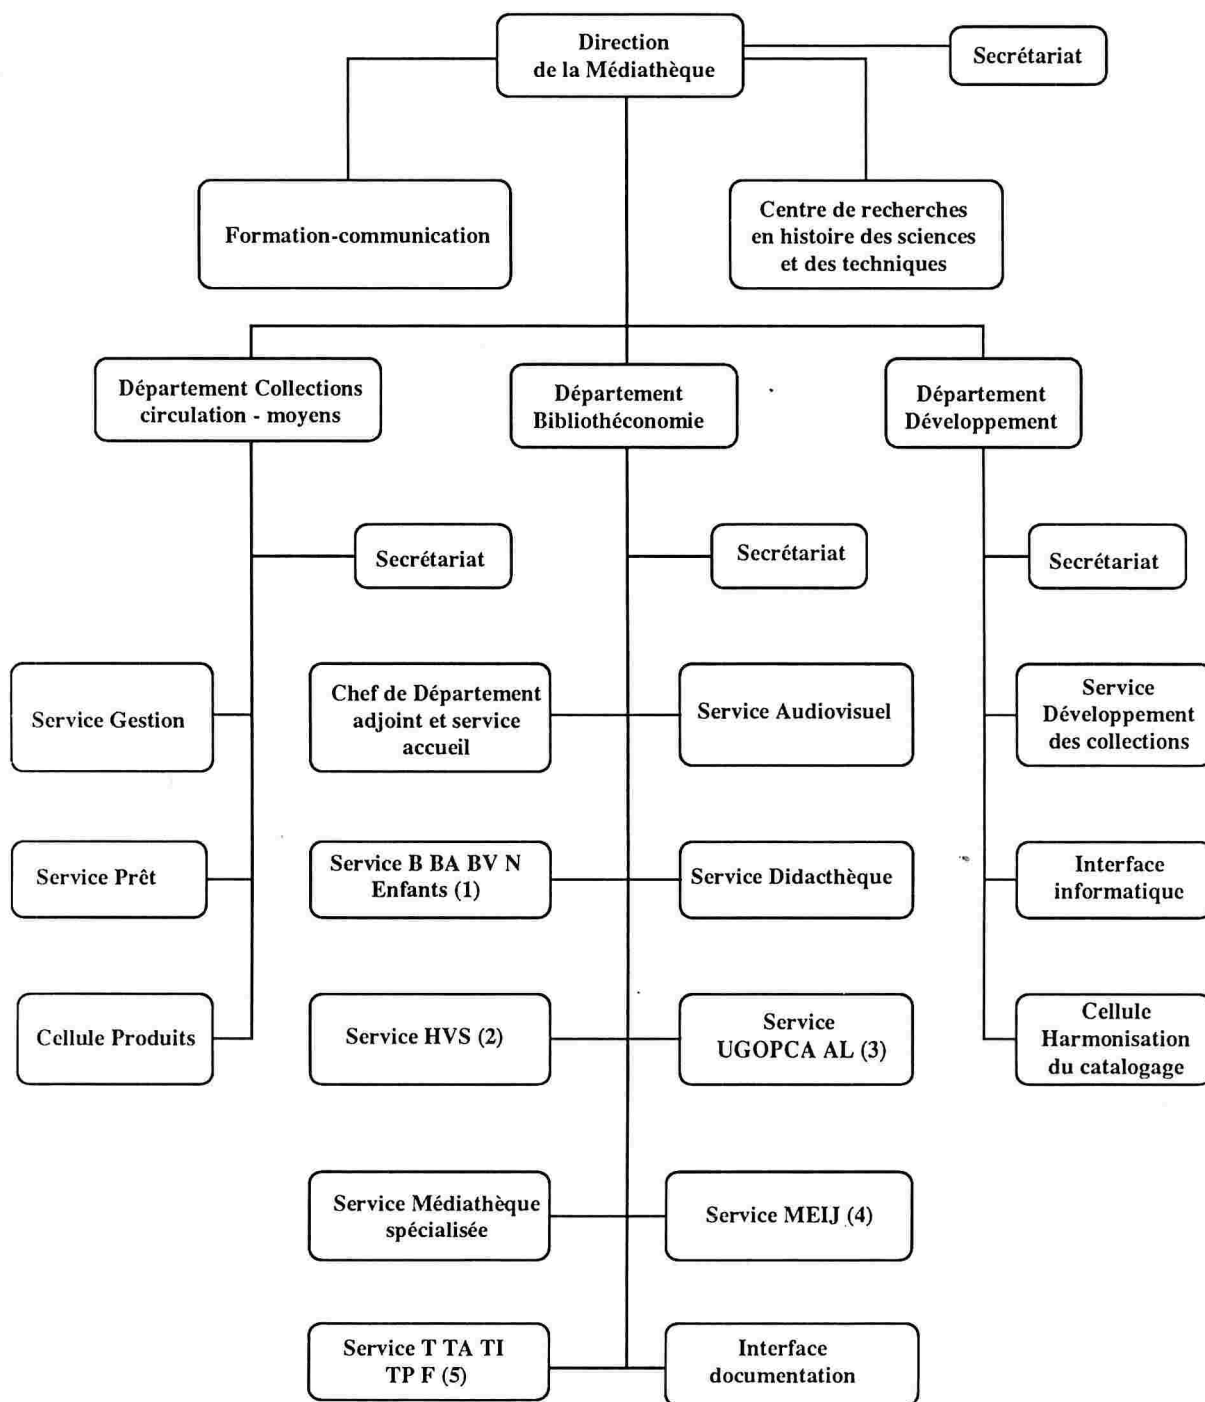 Direction
de la Médiathèque
Secrétariat
Formation-communication
Centre de recherches
en histoire des sciences
et des techniques
Département Collections
circulation - moyens
Département
Bibliothéconomie
Département
Développement
Secrétariat
Secrétariat
Secrétariat
Service Gestion
Chef de Département
adjoint et service
accueil
Service Audiovisuel
Service
Développement
des collections
Service Prêt
Service B BA BV N
Enfants (1)
Service Didacthèque
Interface
informatique
Cellule Produits
Service HVS (2)
Service
UGOPCA AL (3)
Cellule
Harmonisation
du catalogage
Service Médiathèque
spécialisée
Service MEIJ (4)
Service T TA TI
TP F (5)
Interface
documentation